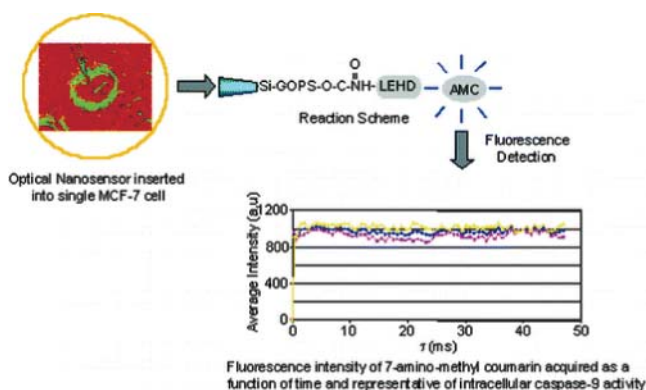 O
Si-GOPS-O-C-NH- LEHD AMC
Reaction Scheme
Fluorescence
Detection
Optical Nanosensor inserted
into single MCF-7 cell
Average Intensity (a,u)
1200
800
400
0
0 10 20 30 40 50
τ (ms)
Fluorescence intensity of 7-amino-methyl coumarin acquired as a
function of time and representative of intracellular caspase-9 activity